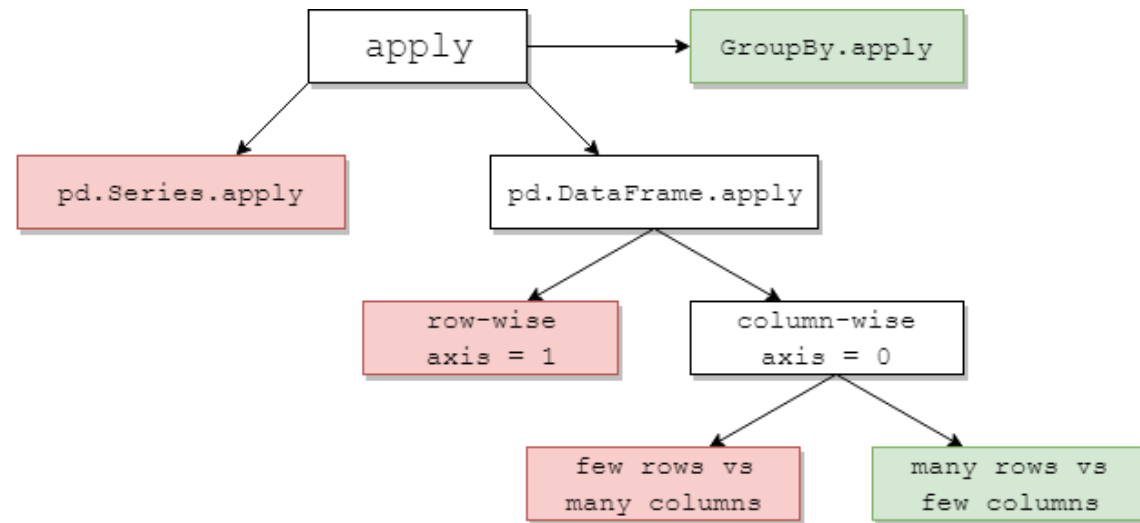 apply
GroupBy.apply
pd.Series.apply
pd.DataFrame.apply
row-wise
axis = 1
column-wise
axis = 0
few rows vs
many columns
many rows vs
few columns